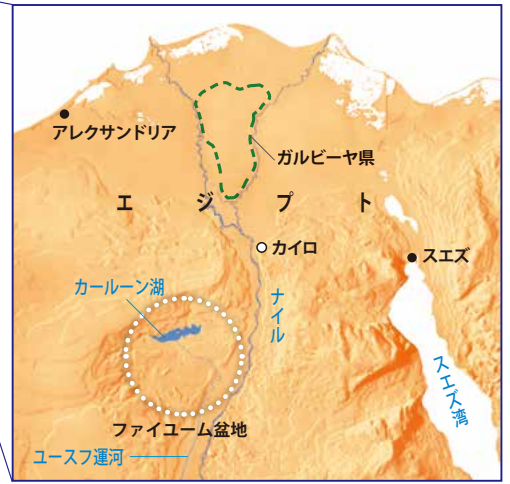 アレクサンドリア
ガルビーヤ県
エジプト
カイロ
スエズ
カールーン湖
ナイル
スエズ湾
ファイユーム盆地
ユースフ運河